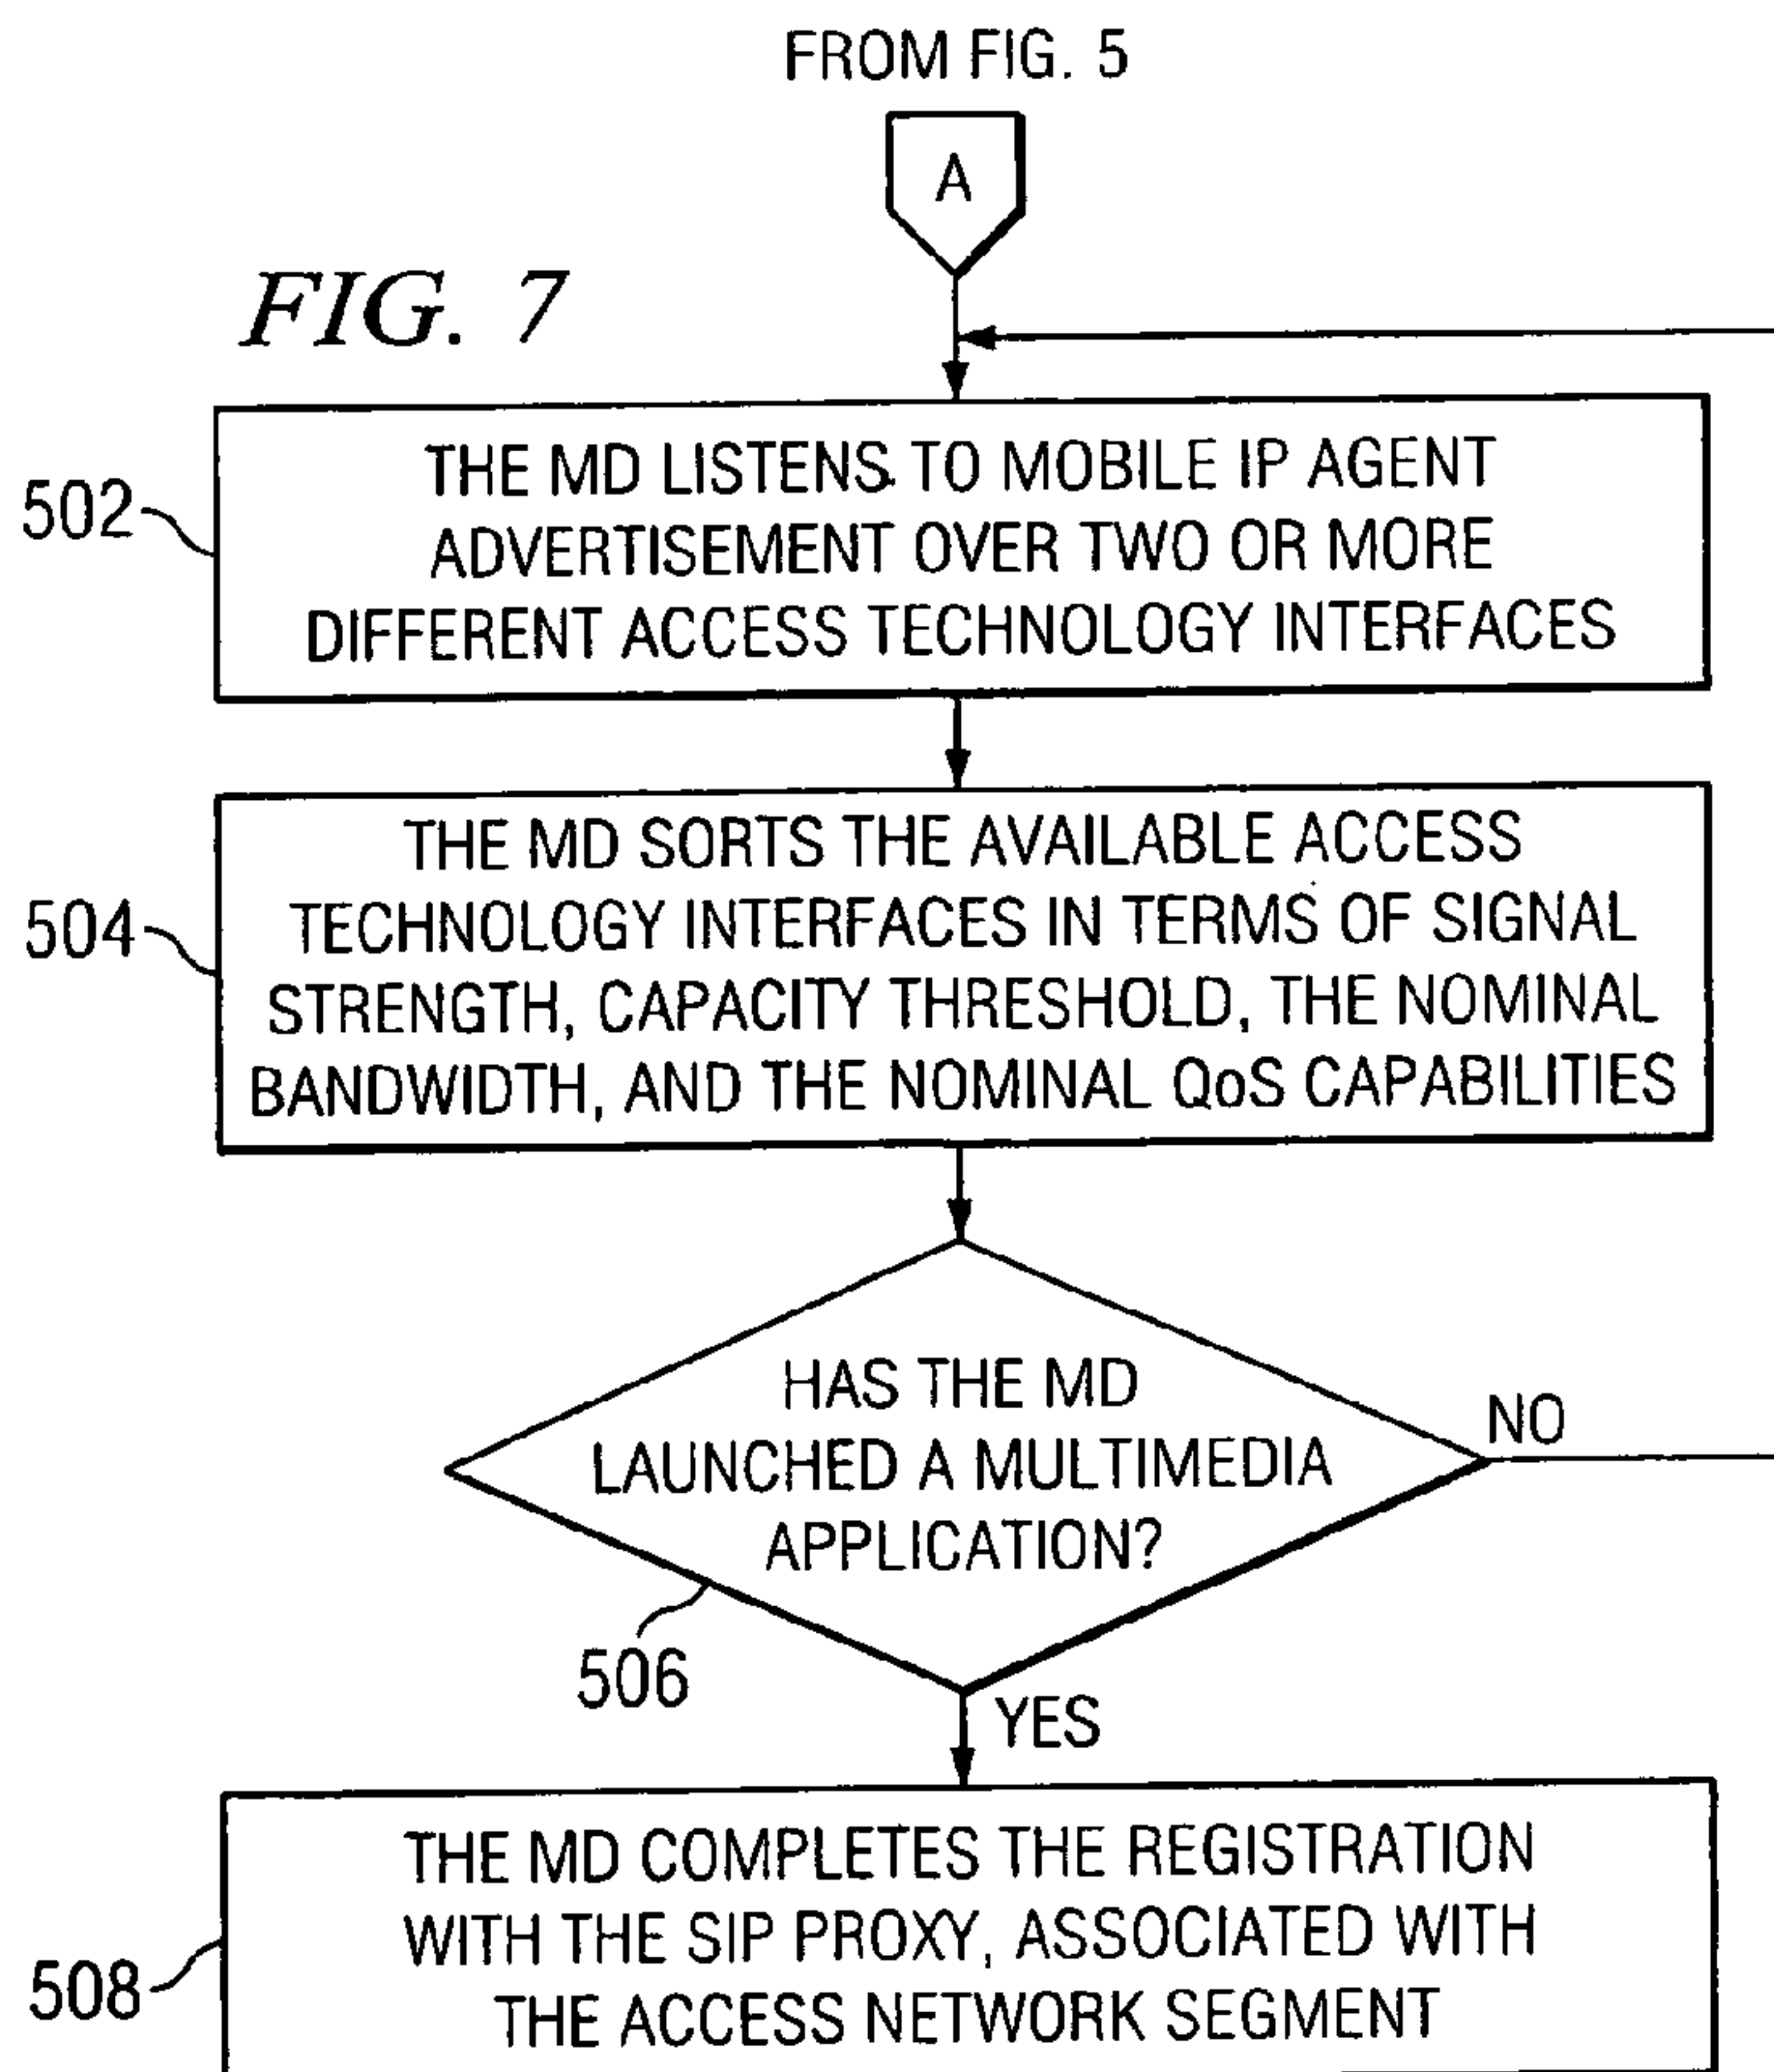 FROM FIG. 5
A
FIG. 7
502
THE MD LISTENS TO MOBILE IP AGENT
ADVERTISEMENT OVER TWO OR MORE
DIFFERENT ACCESS TECHNOLOGY INTERFACES
504
THE MD SORTS THE AVAILABLE ACCESS
TECHNOLOGY INTERFACES IN TERMS OF SIGNAL
STRENGTH, CAPACITY THRESHOLD, THE NOMINAL
BANDWIDTH, AND THE NOMINAL QoS CAPABILITIES
HAS THE MD
LAUNCHED A MULTIMEDIA
APPLICATION?
NO
506
YES
508
THE MD COMPLETES THE REGISTRATION
WITH THE SIP PROXY, ASSOCIATED WITH
THE ACCESS NETWORK SEGMENT